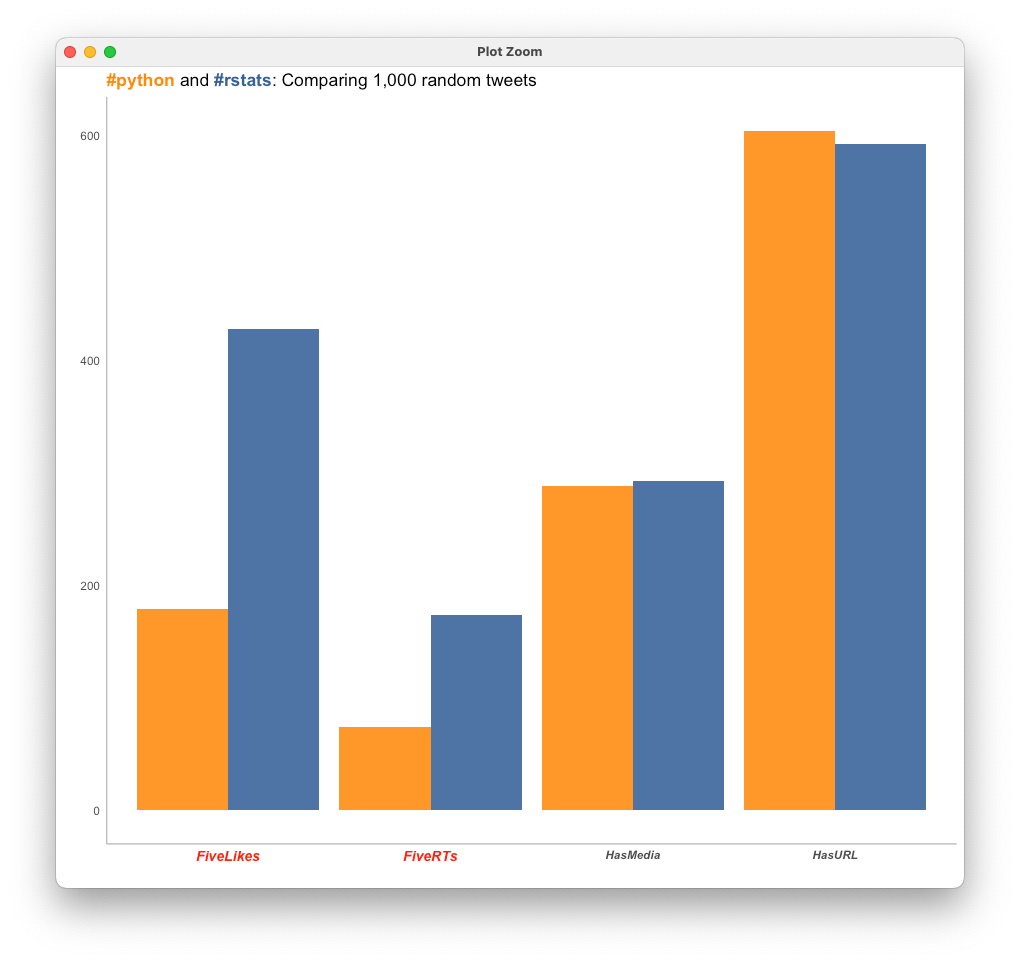 Plot Zoom
#python and #rstats: Comparing 1,000 random tweets
600
400
200
0
FiveLikes FiveRTs HasMedia HasURL